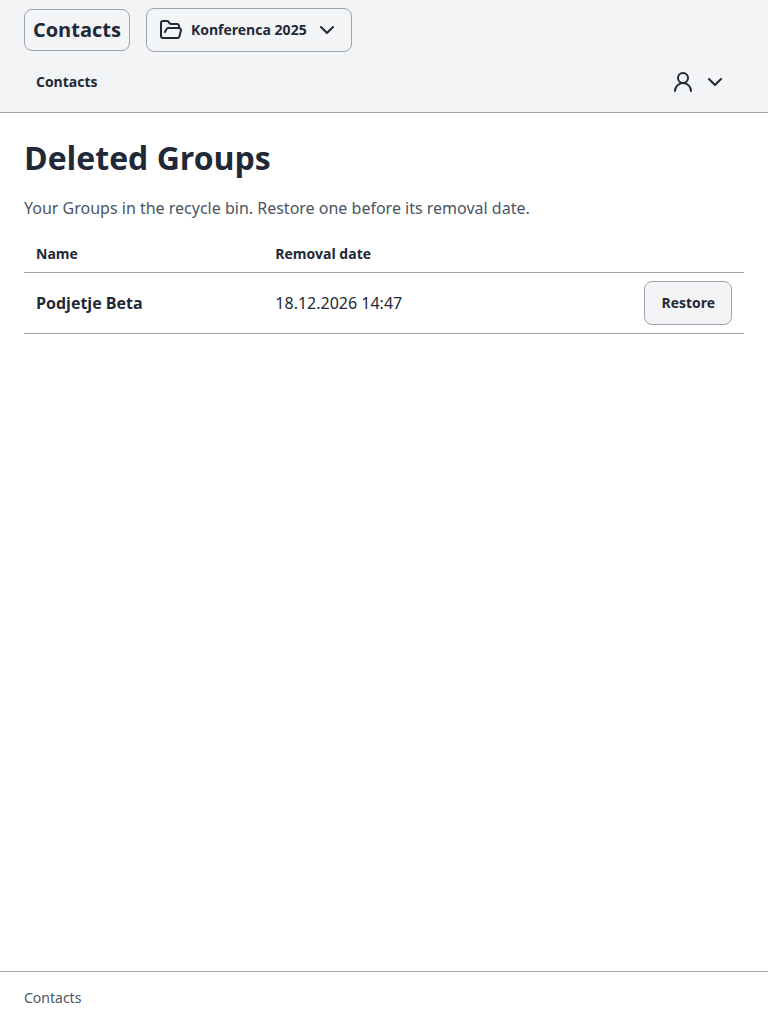 Contacts
Konferenca 2025
Contacts
Deleted Groups
Your Groups in the recycle bin. Restore one before its removal date.
Name Removal date
Podjetje Beta 18.12.2026 14:47 Restore
Contacts